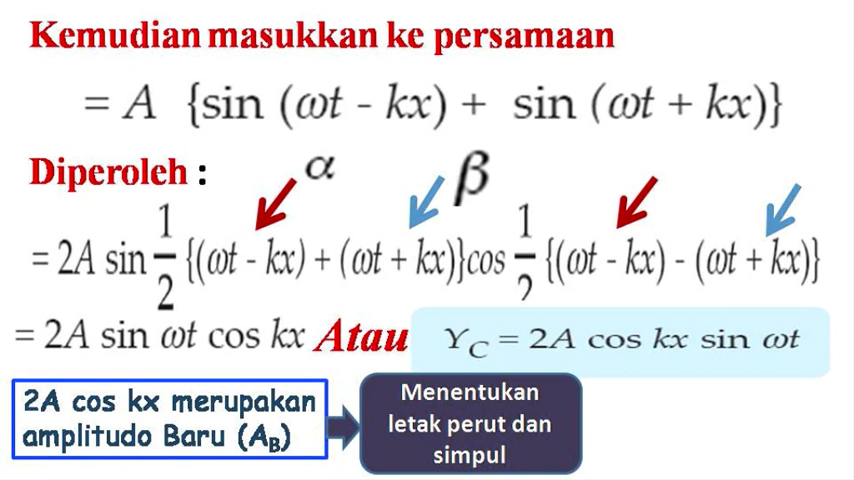 Kemudian masukkan ke persamaan
= A {sin (ωt - kx) + sin (ωt + kx)}
Diperoleh : α β
= 2A sin 1/2 {(ωt - kx) + (ωt + kx)}cos 1/2 {(ωt - kx) - (ωt + kx)}
= 2A sin ωt cos kx Atau Y_C = 2A cos kx sin ωt
2A cos kx merupakan
amplitudo Baru (A_B)
Menentukan
letak perut dan
simpul